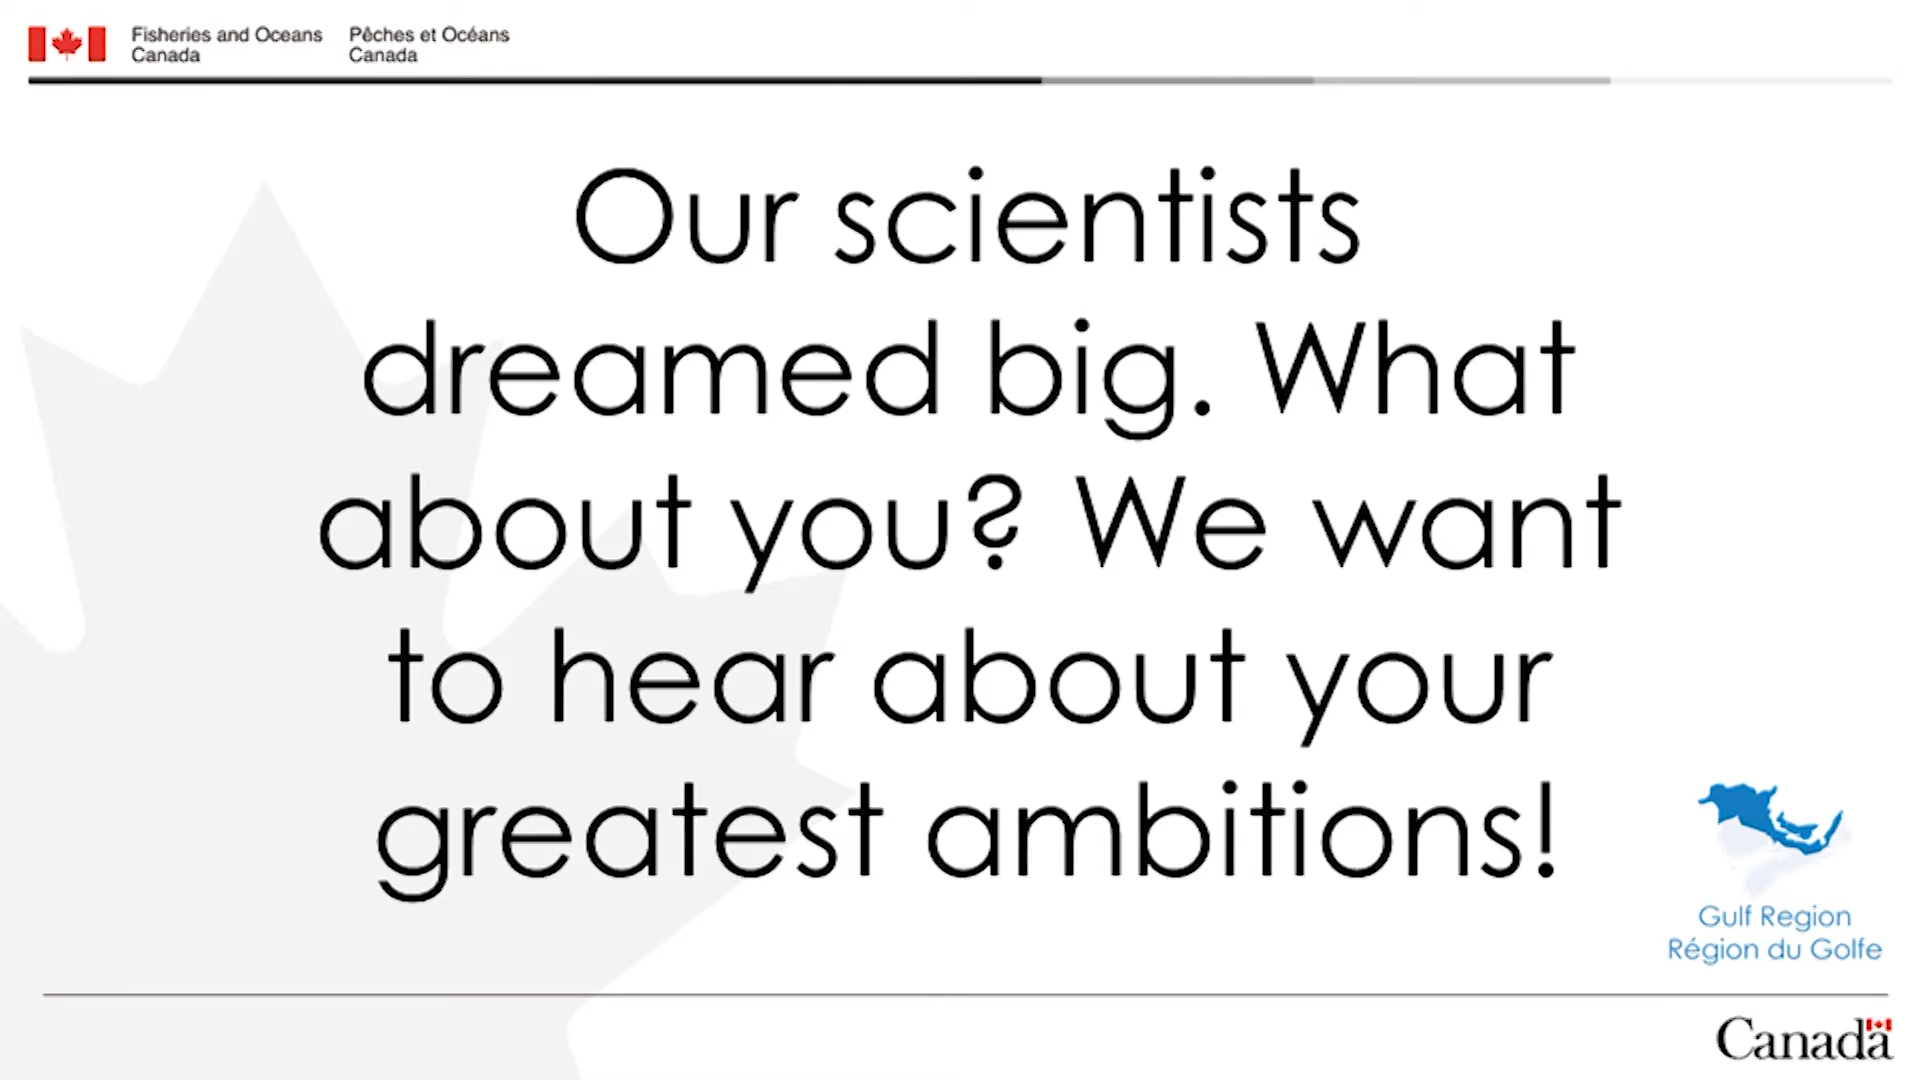 Fisheries and Oceans
Canada
Pêches et Océans
Canada
Our scientists
dreamed big. What
about you? We want
to hear about your
greatest ambitions!
Gulf Region
Région du Golfe
Canada